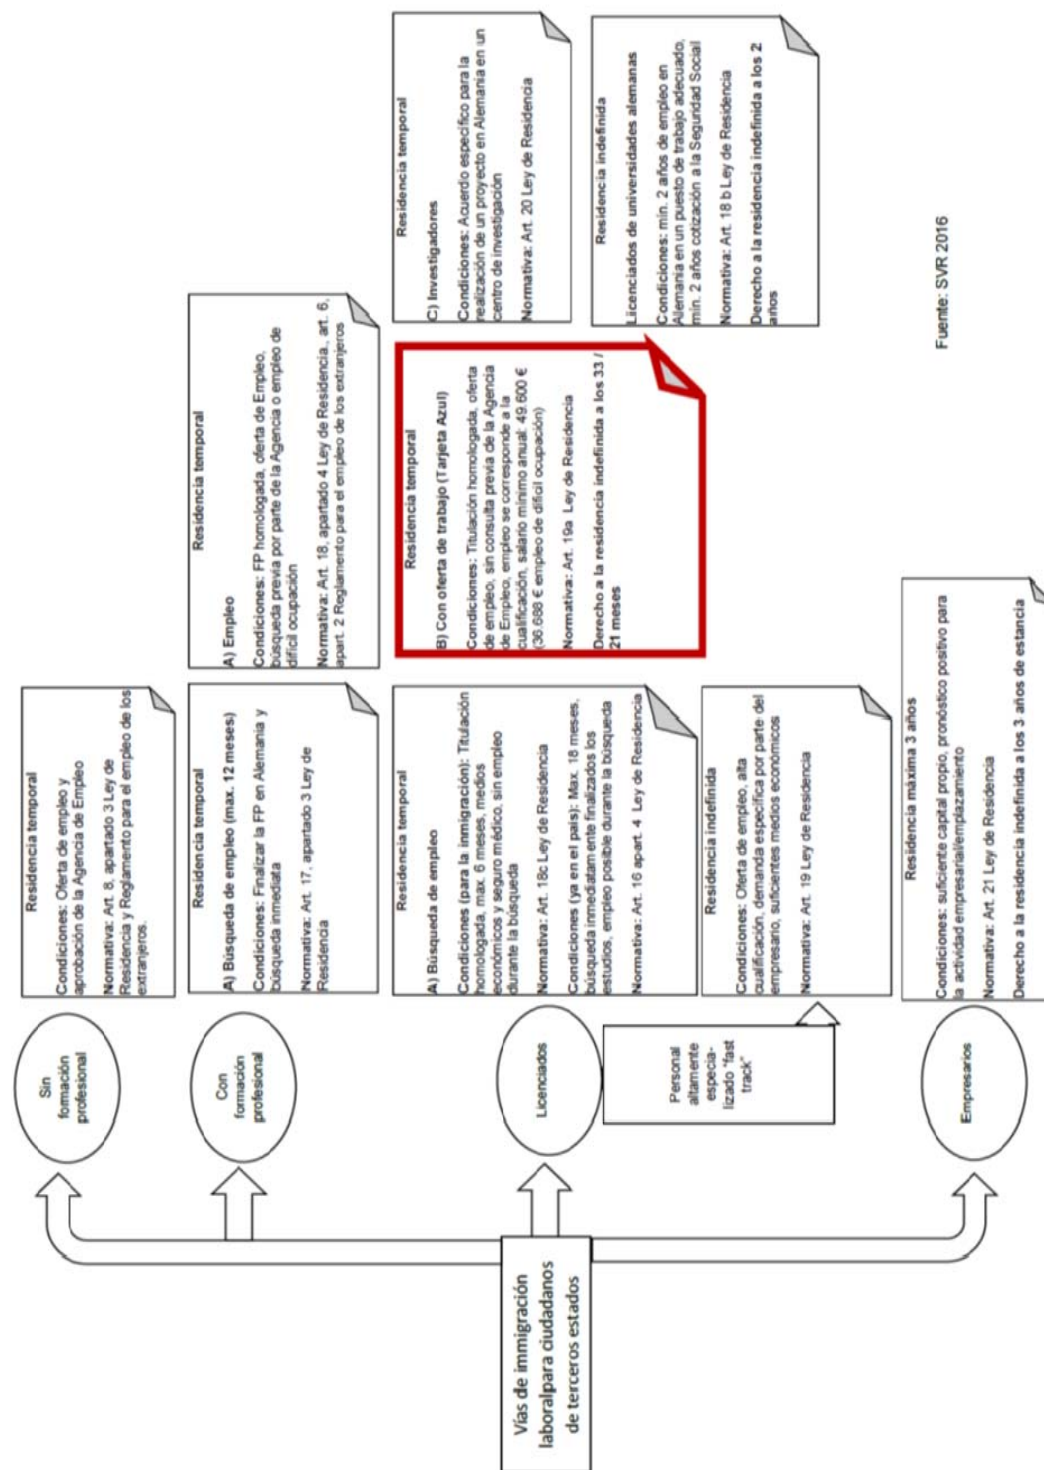 Vías de immigración
laboralpara ciudadanos
de terceros estados
Sin
formación
profesional
Residencia temporal
Condiciones: Oferta de empleo y
aprobación de la Agencia de Empleo
Normativa: Art. 8, apartado 3 Ley de
Residencia y Reglamento para el empleo de los
extranjeros.
Con
formación
profesional
Residencia temporal
A) Búsqueda de empleo (max. 12 meses)
Condiciones: Finalizar la FP en Alemania y
búsqueda inmediata
Normativa: Art. 17, apartado 3 Ley de
Residencia
Residencia temporal
A) Empleo
Condiciones: FP homologada, oferta de Empleo,
búsqueda previa por parte de la Agencia o empleo de
difícil ocupación
Normativa: Art. 18, apartado 4 Ley de Residencia., art. 6,
apart. 2 Reglamento para el empleo de los extranjeros
Licenciados
Residencia temporal
A) Búsqueda de empleo
Condiciones (para la inmigración): Titulación
homologada, max. 6 meses, medios
económicos y seguro médico, sin empleo
durante la búsqueda
Normativa: Art. 18c Ley de Residencia
Condiciones (ya en el país): Max. 18 meses,
búsqueda inmediatamente finalizados los
estudios, empleo posible durante la búsqueda
Normativa: Art. 16 apart. 4 Ley de Residencia
Residencia temporal
B) Con oferta de trabajo (Tarjeta Azul)
Condiciones: Titulación homologada, oferta
de empleo, sin consulta previa de la Agencia
de Empleo, empleo se corresponde a la
cualificación, salario mínimo anual: 49.600 €
(36.688 € empleo de difícil ocupación)
Normativa: Art. 19a Ley de Residencia
Derecho a la residencia indefinida a los 33 /
21 meses
Residencia temporal
C) Investigadores
Condiciones: Acuerdo específico para la
realización de un proyecto en Alemania en un
centro de investigación
Normativa: Art. 20 Ley de Residencia
Personal
altamente
especia-
lizado "fast
track"
Residencia indefinida
Condiciones: Oferta de empleo, alta
cualificación, demanda específica por parte del
empresario, suficientes medios económicos
Normativa: Art. 19 Ley de Residencia
Residencia indefinida
Licenciados de universidades alemanas
Condiciones: min. 2 años de empleo en
Alemania en un puesto de trabajo adecuado,
min. 2 años cotización a la Seguridad Social
Normativa: Art. 18 b Ley de Residencia
Derecho a la residencia indefinida a los 2
años
Empresarios
Residencia máxima 3 años
Condiciones: suficiente capital propio, pronóstico positivo para
la actividad empresarial/emplazamiento
Normativa: Art. 21 Ley de Residencia
Derecho a la residencia indefinida a los 3 años de estancia
Fuente: SVR 2016